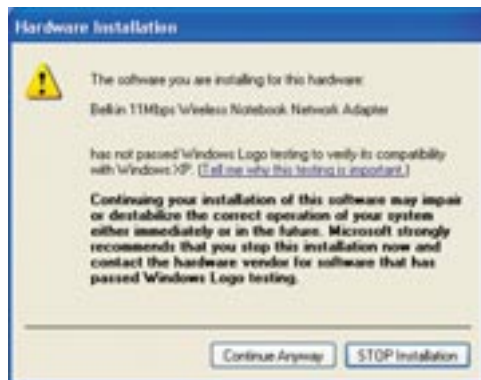 Hardware Installation
The software you are installing for this hardware:
Belkin 11Mbps Wireless Notebook Network Adapter
has not passed Windows Logo testing to verify its compatibility
with Windows XP. (Tell me why this testing is important.)
Continuing your installation of this software may impair
or destabilize the correct operation of your system
either immediately or in the future. Microsoft strongly
recommends that you stop this installation now and
contact the hardware vendor for software that has
passed Windows Logo testing.
Continue Anyway
STOP Installation